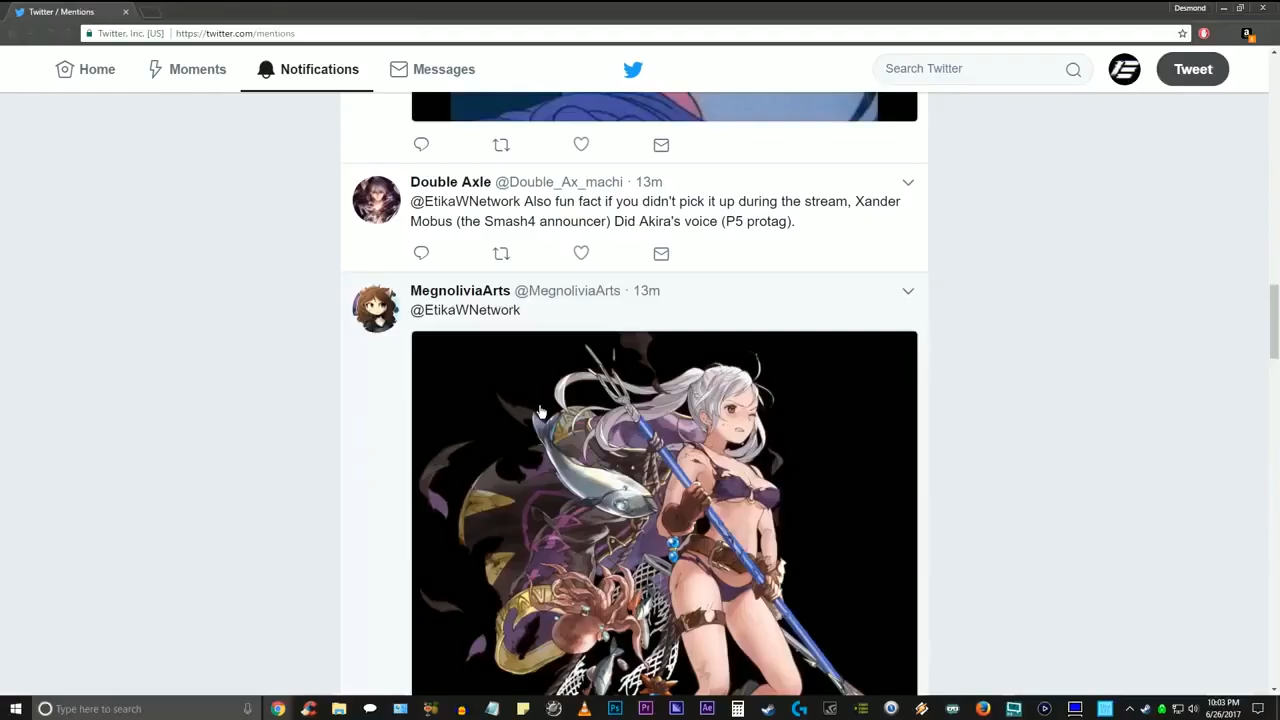 Twitter / Mentions
Desmond
Twitter, Inc. [US] https://twitter.com/mentions
Home Moments Notifications Messages Search Twitter Tweet
Double Axle @Double_Ax_machi · 13m
@EtikaWNetwork Also fun fact if you didn't pick it up during the stream, Xander
Mobus (the Smash4 announcer) Did Akira's voice (P5 protag).
MegnoliviaArts @MegnoliviaArts · 13m
@EtikaWNetwork
Type here to search
10:03 PM
6/26/2017